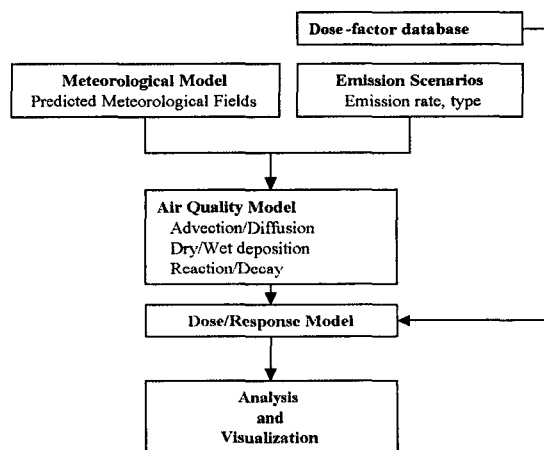 Dose-factor database
Meteorological Model
Predicted Meteorological Fields
Emission Scenarios
Emission rate, type
Air Quality Model
Advection/Diffusion
Dry/Wet deposition
Reaction/Decay
Dose/Response Model
Analysis
and
Visualization